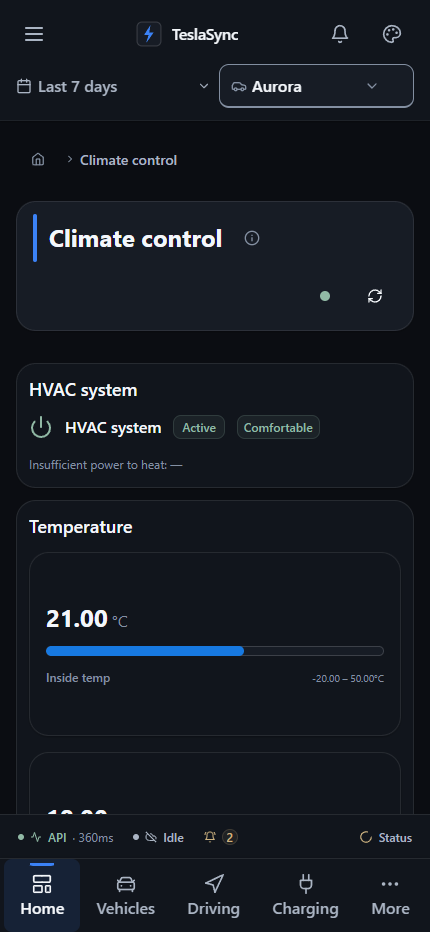 TeslaSync
Last 7 days
Aurora
Climate control
Climate control
HVAC system
HVAC system Active Comfortable
Insufficient power to heat: —
Temperature
21.00 °C
Inside temp -20.00 – 50.00°C
API · 360ms Idle 2 Status
Home Vehicles Driving Charging More